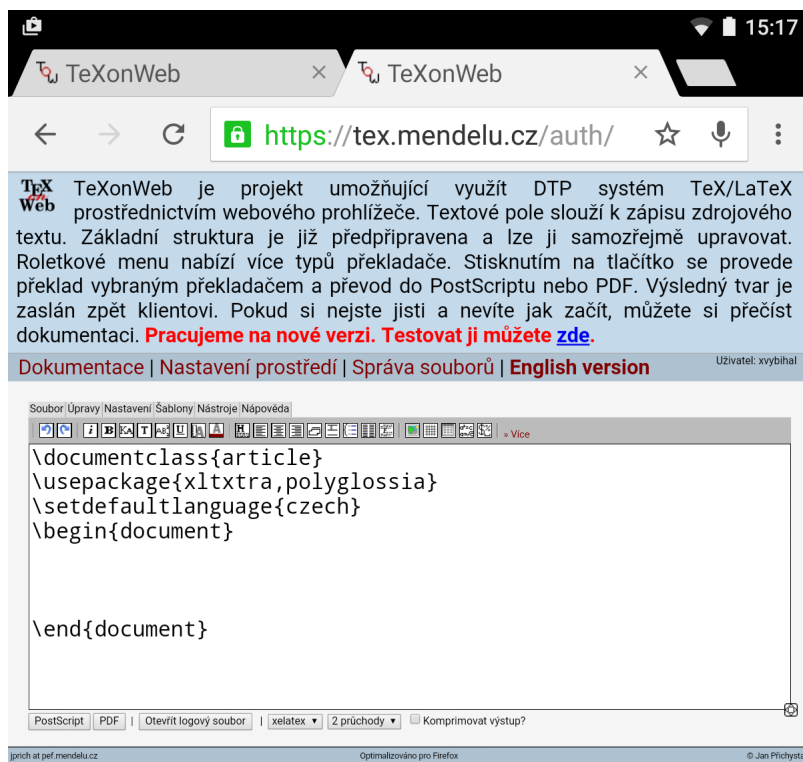 15:17
TeXonWeb × TeXonWeb ×
https://tex.mendelu.cz/auth/
TeXonWeb je projekt umožňující využít DTP systém TeX/LaTeX
prostřednictvím webového prohlížeče. Textové pole slouží k zápisu zdrojového
textu. Základní struktura je již předpřipravena a lze ji samozřejmě upravovat.
Roletkové menu nabízí více typů překladače. Stisknutím na tlačítko se provede
překlad vybraným překladačem a převod do PostScriptu nebo PDF. Výsledný tvar je
zaslán zpět klientovi. Pokud si nejste jisti a nevíte jak začít, můžete si přečíst
dokumentaci. Pracujeme na nové verzi. Testovat ji můžete zde.
Dokumentace | Nastavení prostředí | Správa souborů | English version Uživatel: xvybihal
Soubor Úpravy Nastavení Šablony Nástroje Nápověda
» Více
\documentclass{article}
\usepackage{xltxtra,polyglossia}
\setdefaultlanguage{czech}
\begin{document}
\end{document}
PostScript PDF | Otevřít logový soubor | xelatex 2 průchody Komprimovat výstup?
jprich at pef.mendelu.cz Optimalizováno pro Firefox © Jan Přichysta